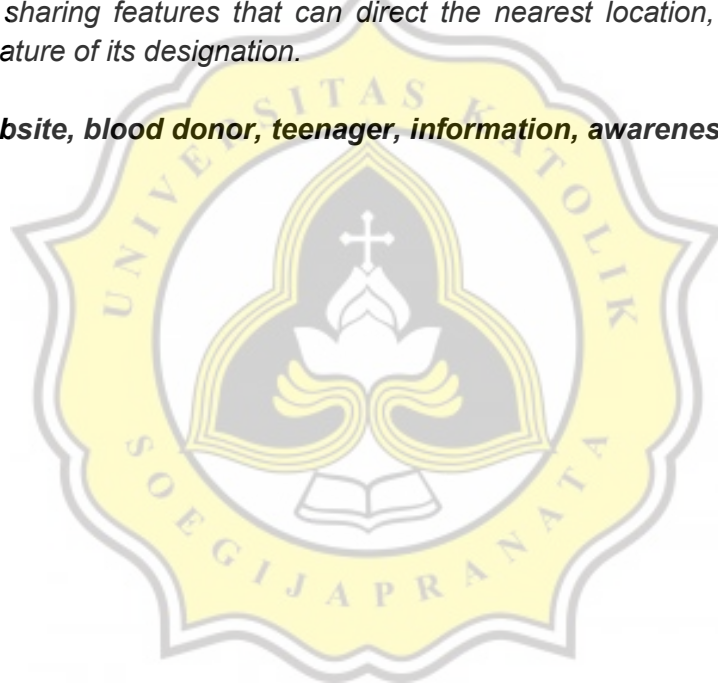 sharing features that can direct the nearest location,
ature of its designation.
bsite, blood donor, teenager, information, awarenes
UNIVERSITAS KATOLIK
SOEGIJAPRANATA